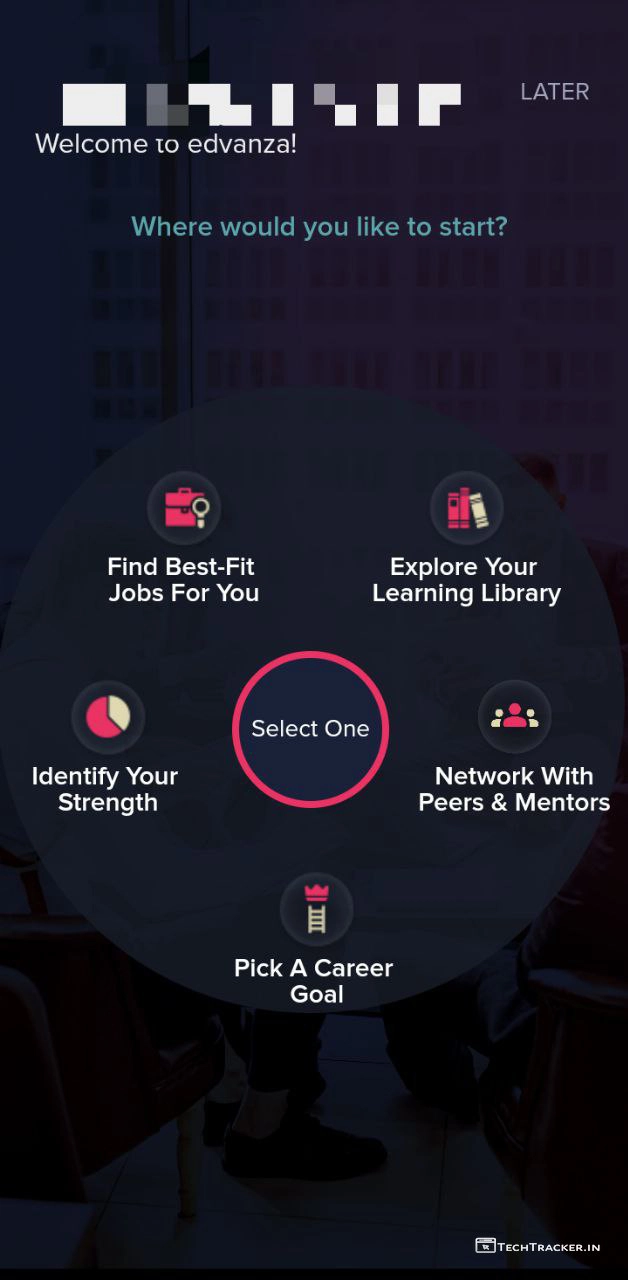 LATER
Welcome to edvanza!
Where would you like to start?
Find Best-Fit
Jobs For You
Explore Your
Learning Library
Identify Your
Strength
Select One
Network With
Peers & Mentors
Pick A Career
Goal
TECHTRACKER.IN